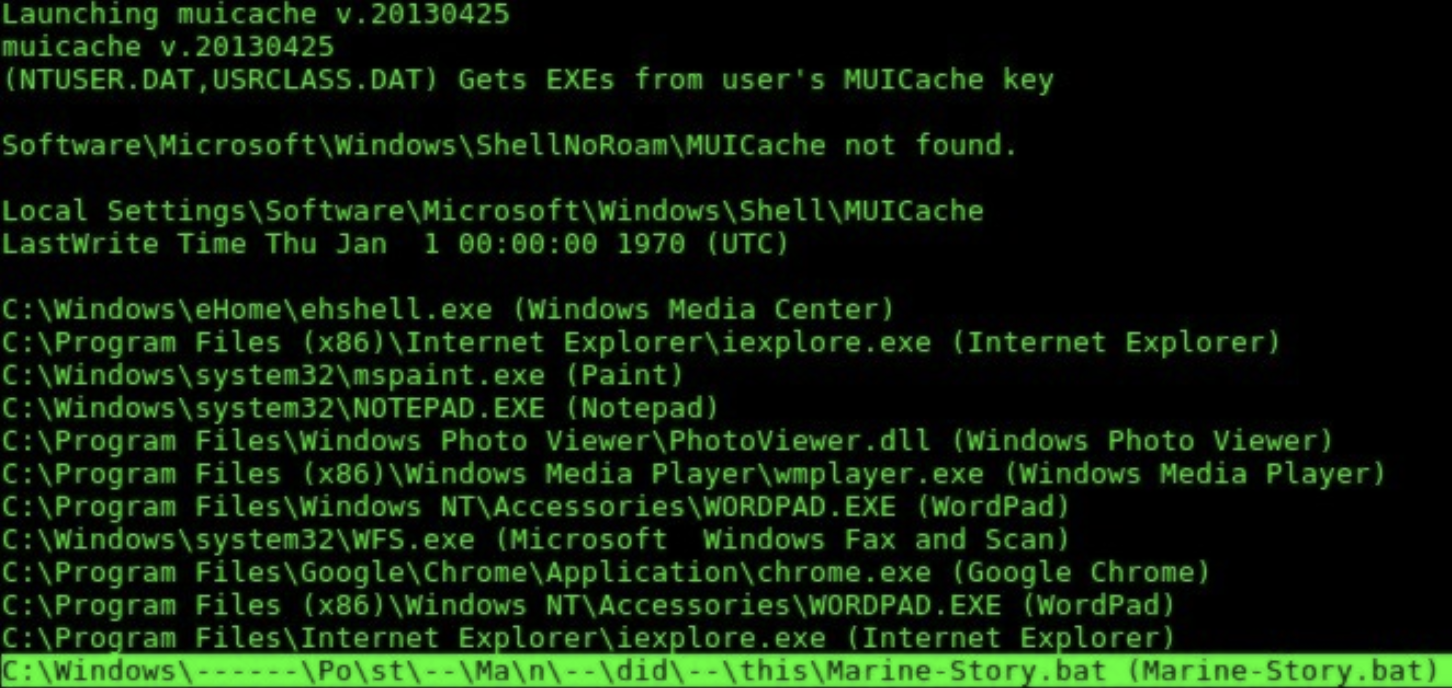 Launching muicache v.20130425
muicache v.20130425
(NTUSER.DAT,USRCLASS.DAT) Gets EXEs from user's MUICache key
Software\Microsoft\Windows\ShellNoRoam\MUICache not found.
Local Settings\Software\Microsoft\Windows\Shell\MUICache
LastWrite Time Thu Jan  1 00:00:00 1970 (UTC)
C:\Windows\eHome\ehshell.exe (Windows Media Center)
C:\Program Files (x86)\Internet Explorer\iexplore.exe (Internet Explorer)
C:\Windows\system32\mspaint.exe (Paint)
C:\Windows\system32\NOTEPAD.EXE (Notepad)
C:\Program Files\Windows Photo Viewer\PhotoViewer.dll (Windows Photo Viewer)
C:\Program Files (x86)\Windows Media Player\wmplayer.exe (Windows Media Player)
C:\Program Files\Windows NT\Accessories\WORDPAD.EXE (WordPad)
C:\Windows\system32\WFS.exe (Microsoft  Windows Fax and Scan)
C:\Program Files\Google\Chrome\Application\chrome.exe (Google Chrome)
C:\Program Files (x86)\Windows NT\Accessories\WORDPAD.EXE (WordPad)
C:\Program Files\Internet Explorer\iexplore.exe (Internet Explorer)
C:\Windows\------\Po\st\--\Ma\n\--\did\--\this\Marine-Story.bat (Marine-Story.bat)